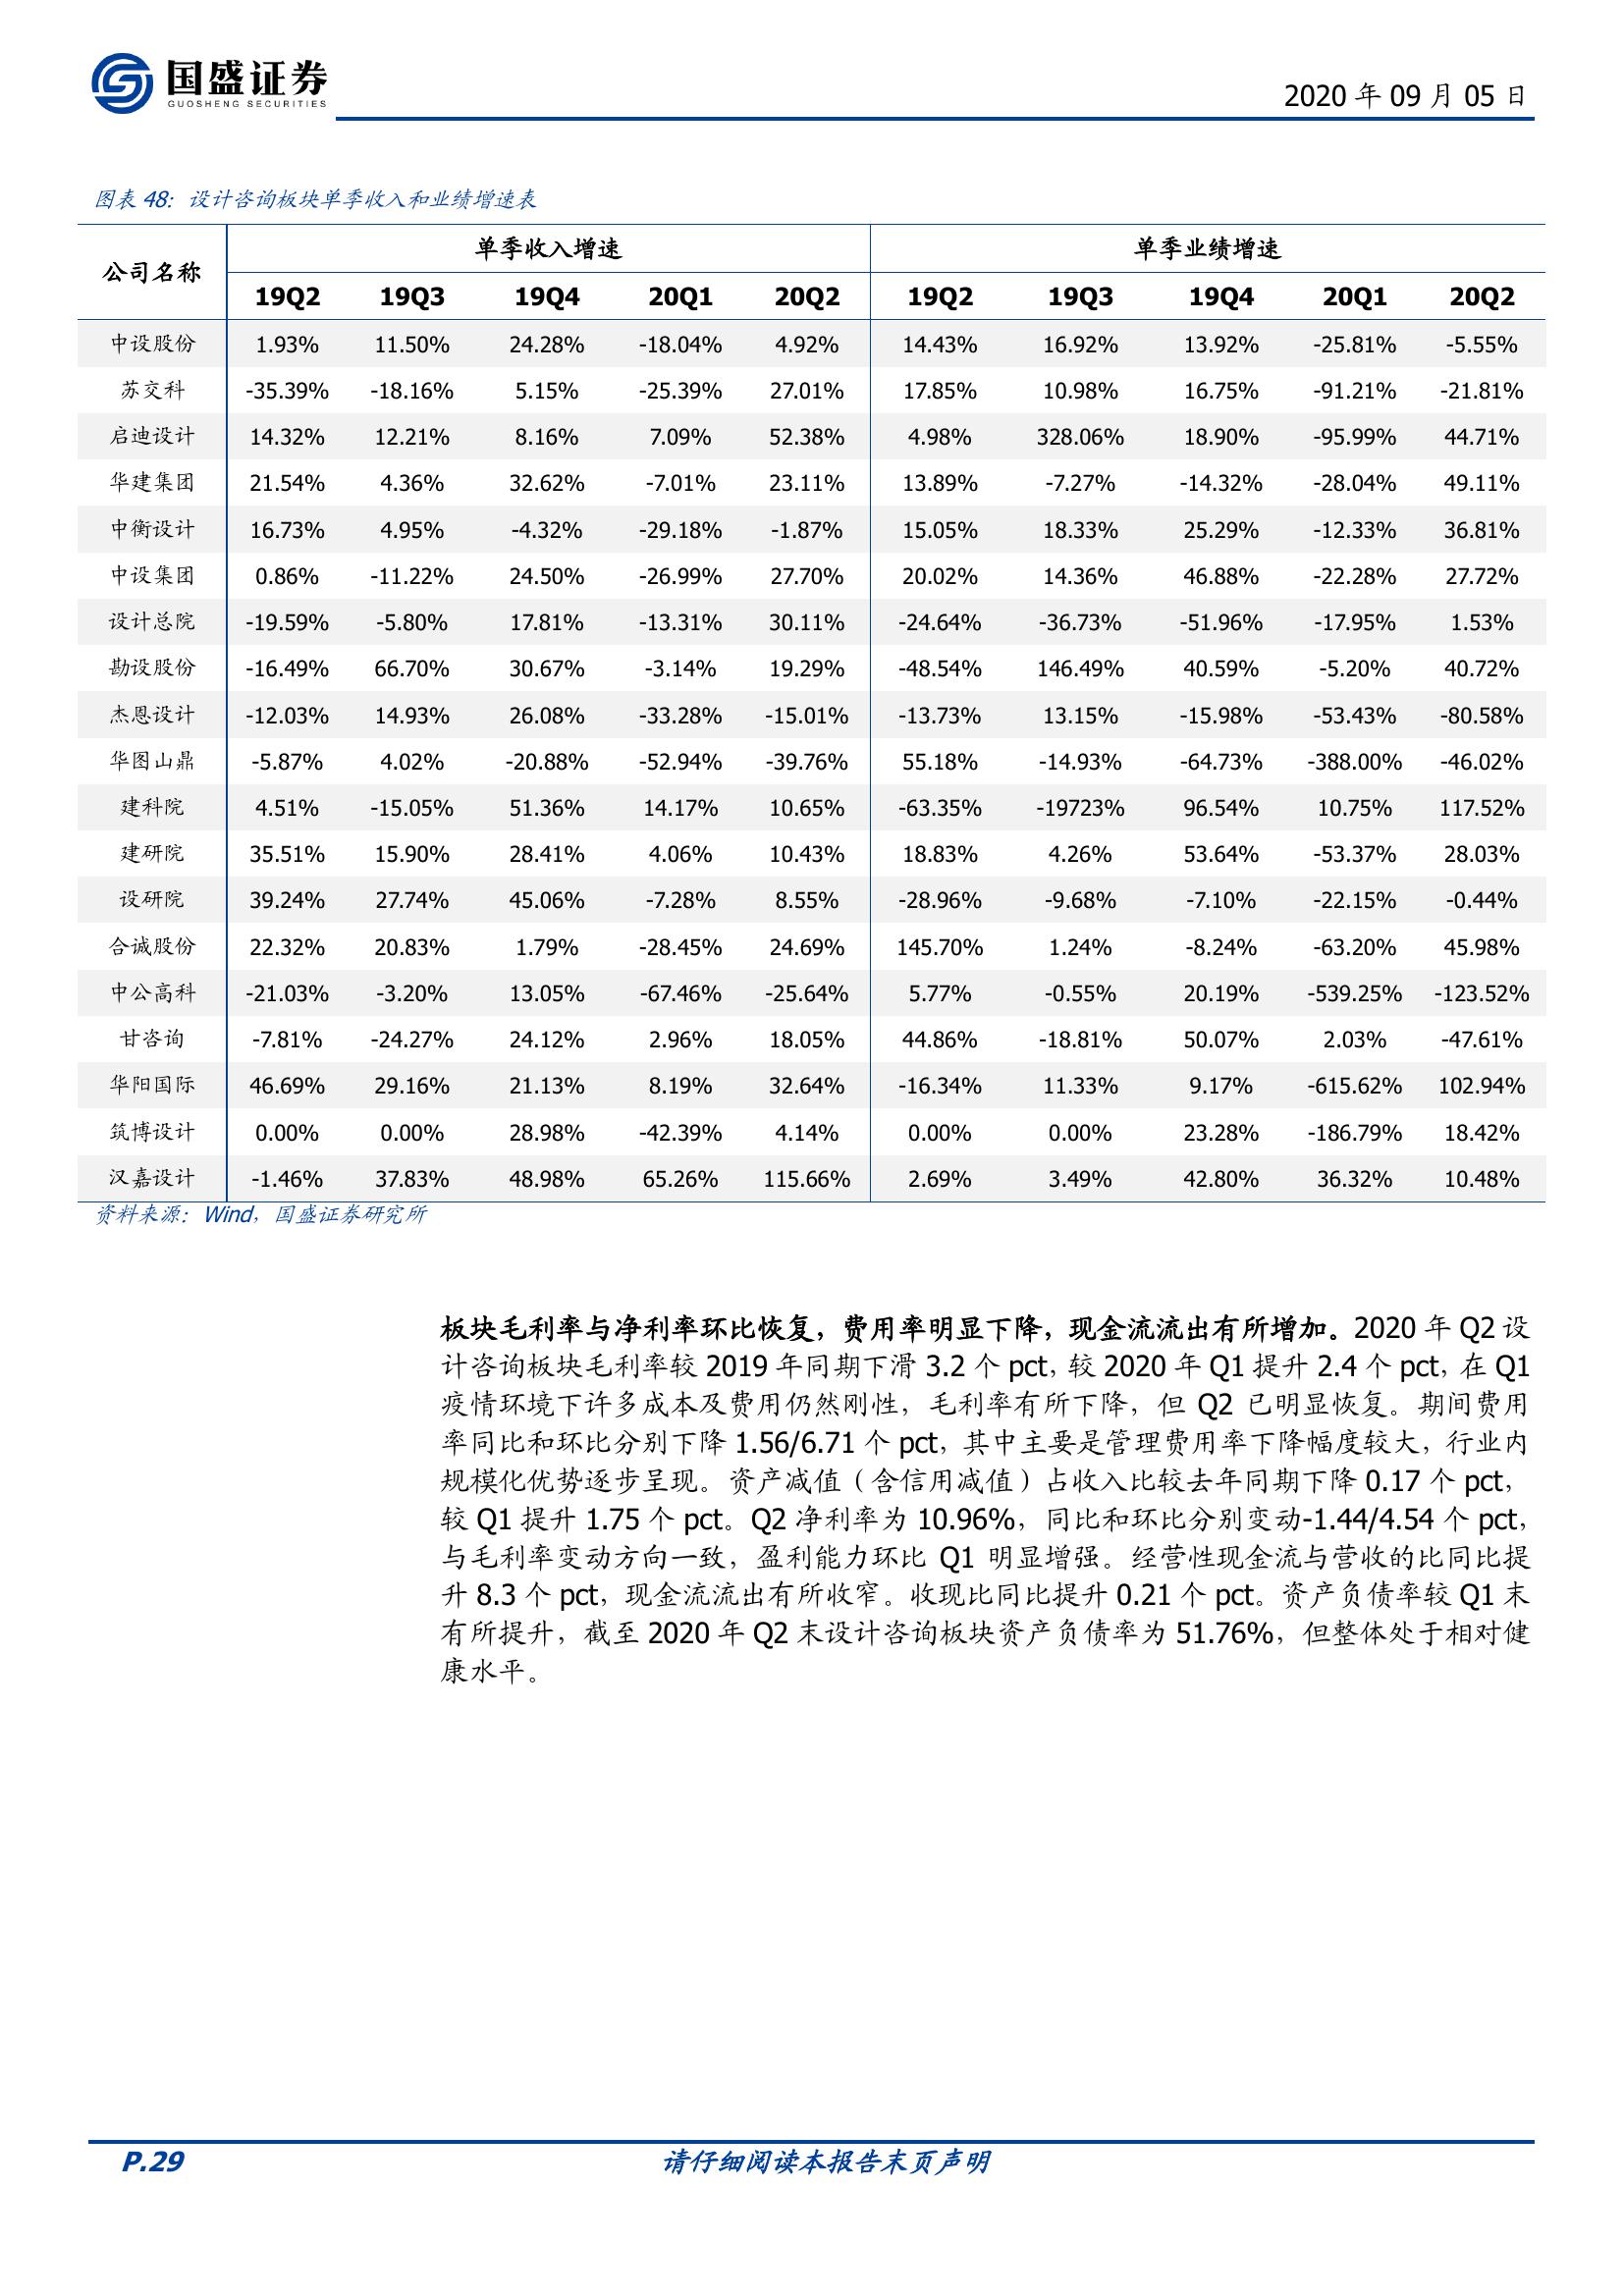 国盛证券
GUOSHENG SECURITIES
2020 年 09 月 05 日
图表 48：设计咨询板块单季收入和业绩增速表
公司名称 单季收入增速 单季业绩增速
19Q2 19Q3 19Q4 20Q1 20Q2 19Q2 19Q3 19Q4 20Q1 20Q2
中设股份 1.93% 11.50% 24.28% -18.04% 4.92% 14.43% 16.92% 13.92% -25.81% -5.55%
苏交科 -35.39% -18.16% 5.15% -25.39% 27.01% 17.85% 10.98% 16.75% -91.21% -21.81%
启迪设计 14.32% 12.21% 8.16% 7.09% 52.38% 4.98% 328.06% 18.90% -95.99% 44.71%
华建集团 21.54% 4.36% 32.62% -7.01% 23.11% 13.89% -7.27% -14.32% -28.04% 49.11%
中衡设计 16.73% 4.95% -4.32% -29.18% -1.87% 15.05% 18.33% 25.29% -12.33% 36.81%
中设集团 0.86% -11.22% 24.50% -26.99% 27.70% 20.02% 14.36% 46.88% -22.28% 27.72%
设计总院 -19.59% -5.80% 17.81% -13.31% 30.11% -24.64% -36.73% -51.96% -17.95% 1.53%
勘设股份 -16.49% 66.70% 30.67% -3.14% 19.29% -48.54% 146.49% 40.59% -5.20% 40.72%
杰恩设计 -12.03% 14.93% 26.08% -33.28% -15.01% -13.73% 13.15% -15.98% -53.43% -80.58%
华图山鼎 -5.87% 4.02% -20.88% -52.94% -39.76% 55.18% -14.93% -64.73% -388.00% -46.02%
建科院 4.51% -15.05% 51.36% 14.17% 10.65% -63.35% -19723% 96.54% 10.75% 117.52%
建研院 35.51% 15.90% 28.41% 4.06% 10.43% 18.83% 4.26% 53.64% -53.37% 28.03%
设研院 39.24% 27.74% 45.06% -7.28% 8.55% -28.96% -9.68% -7.10% -22.15% -0.44%
合诚股份 22.32% 20.83% 1.79% -28.45% 24.69% 145.70% 1.24% -8.24% -63.20% 45.98%
中公高科 -21.03% -3.20% 13.05% -67.46% -25.64% 5.77% -0.55% 20.19% -539.25% -123.52%
甘咨询 -7.81% -24.27% 24.12% 2.96% 18.05% 44.86% -18.81% 50.07% 2.03% -47.61%
华阳国际 46.69% 29.16% 21.13% 8.19% 32.64% -16.34% 11.33% 9.17% -615.62% 102.94%
筑博设计 0.00% 0.00% 28.98% -42.39% 4.14% 0.00% 0.00% 23.28% -186.79% 18.42%
汉嘉设计 -1.46% 37.83% 48.98% 65.26% 115.66% 2.69% 3.49% 42.80% 36.32% 10.48%
资料来源：Wind，国盛证券研究所
板块毛利率与净利率环比恢复，费用率明显下降，现金流流出有所增加。2020 年 Q2 设
计咨询板块毛利率较 2019 年同期下滑 3.2 个 pct，较 2020 年 Q1 提升 2.4 个 pct，在 Q1
疫情环境下许多成本及费用仍然刚性，毛利率有所下降，但 Q2 已明显恢复。期间费用
率同比和环比分别下降 1.56/6.71 个 pct，其中主要是管理费用率下降幅度较大，行业内
规模化优势逐步呈现。资产减值（含信用减值）占收入比较去年同期下降 0.17 个 pct，
较 Q1 提升 1.75 个 pct。Q2 净利率为 10.96%，同比和环比分别变动-1.44/4.54 个 pct，
与毛利率变动方向一致，盈利能力环比 Q1 明显增强。经营性现金流与营收的比同比提
升 8.3 个 pct，现金流流出有所收窄。收现比同比提升 0.21 个 pct。资产负债率较 Q1 末
有所提升，截至 2020 年 Q2 末设计咨询板块资产负债率为 51.76%，但整体处于相对健
康水平。
P.29 请仔细阅读本报告末页声明